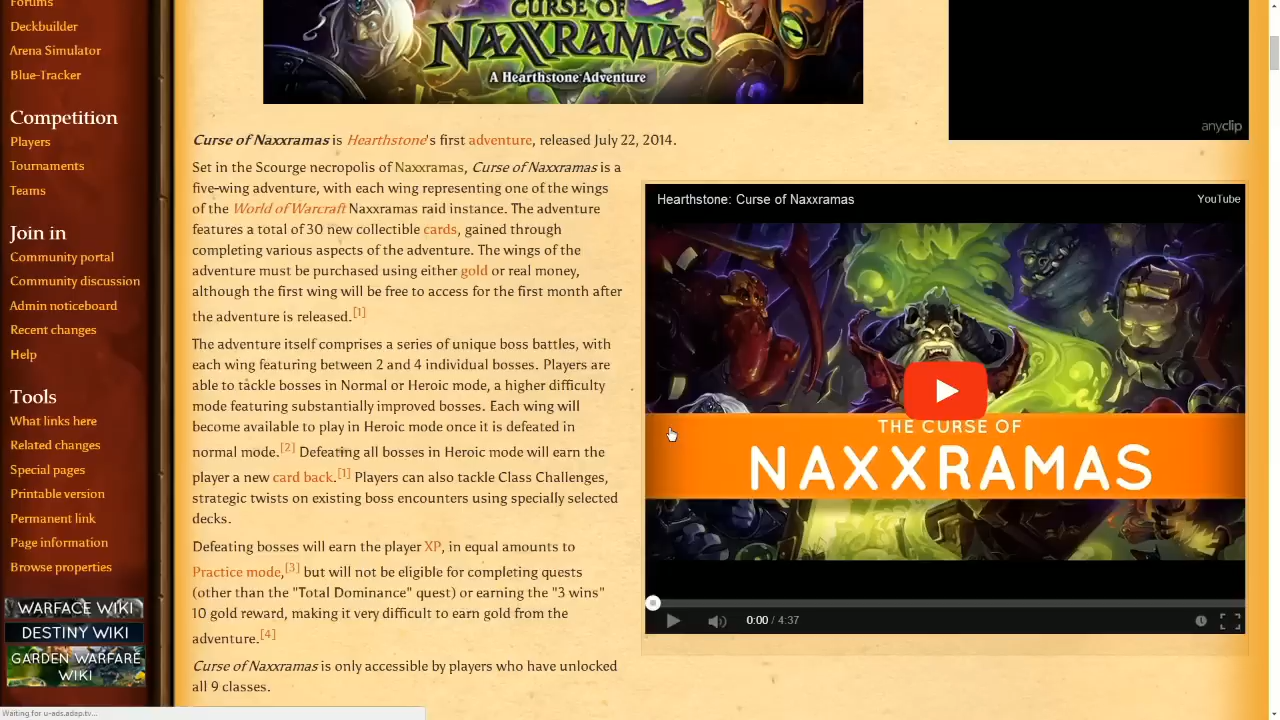 Forums
Deckbuilder
Arena Simulator
Blue-Tracker
Competition
Players
Tournaments
Teams
Join in
Community portal
Community discussion
Admin noticeboard
Recent changes
Help
Tools
What links here
Related changes
Special pages
Printable version
Permanent link
Page information
Browse properties
WARFACE WIKI
DESTINY WIKI
GARDEN WARFARE
WIKI
Waiting for u-ads.adap.tv...
CURSE OF
NAXXRAMAS
A Hearthstone Adventure
anyclip
Curse of Naxxramas is Hearthstone's first adventure, released July 22, 2014.
Set in the Scourge necropolis of Naxxramas, Curse of Naxxramas is a
five-wing adventure, with each wing representing one of the wings
of the World of Warcraft Naxxramas raid instance. The adventure
features a total of 30 new collectible cards, gained through
completing various aspects of the adventure. The wings of the
adventure must be purchased using either gold or real money,
although the first wing will be free to access for the first month after
the adventure is released.[1]
The adventure itself comprises a series of unique boss battles, with
each wing featuring between 2 and 4 individual bosses. Players are
able to tackle bosses in Normal or Heroic mode, a higher difficulty
mode featuring substantially improved bosses. Each wing will
become available to play in Heroic mode once it is defeated in
normal mode.[2] Defeating all bosses in Heroic mode will earn the
player a new card back.[1] Players can also tackle Class Challenges,
strategic twists on existing boss encounters using specially selected
decks.
Defeating bosses will earn the player XP, in equal amounts to
Practice mode,[3] but will not be eligible for completing quests
(other than the "Total Dominance" quest) or earning the "3 wins"
10 gold reward, making it very difficult to earn gold from the
adventure.[4]
Curse of Naxxramas is only accessible by players who have unlocked
all 9 classes.
Hearthstone: Curse of Naxxramas
YouTube
THE CURSE OF
NAXXRAMAS
0:00 / 4:37